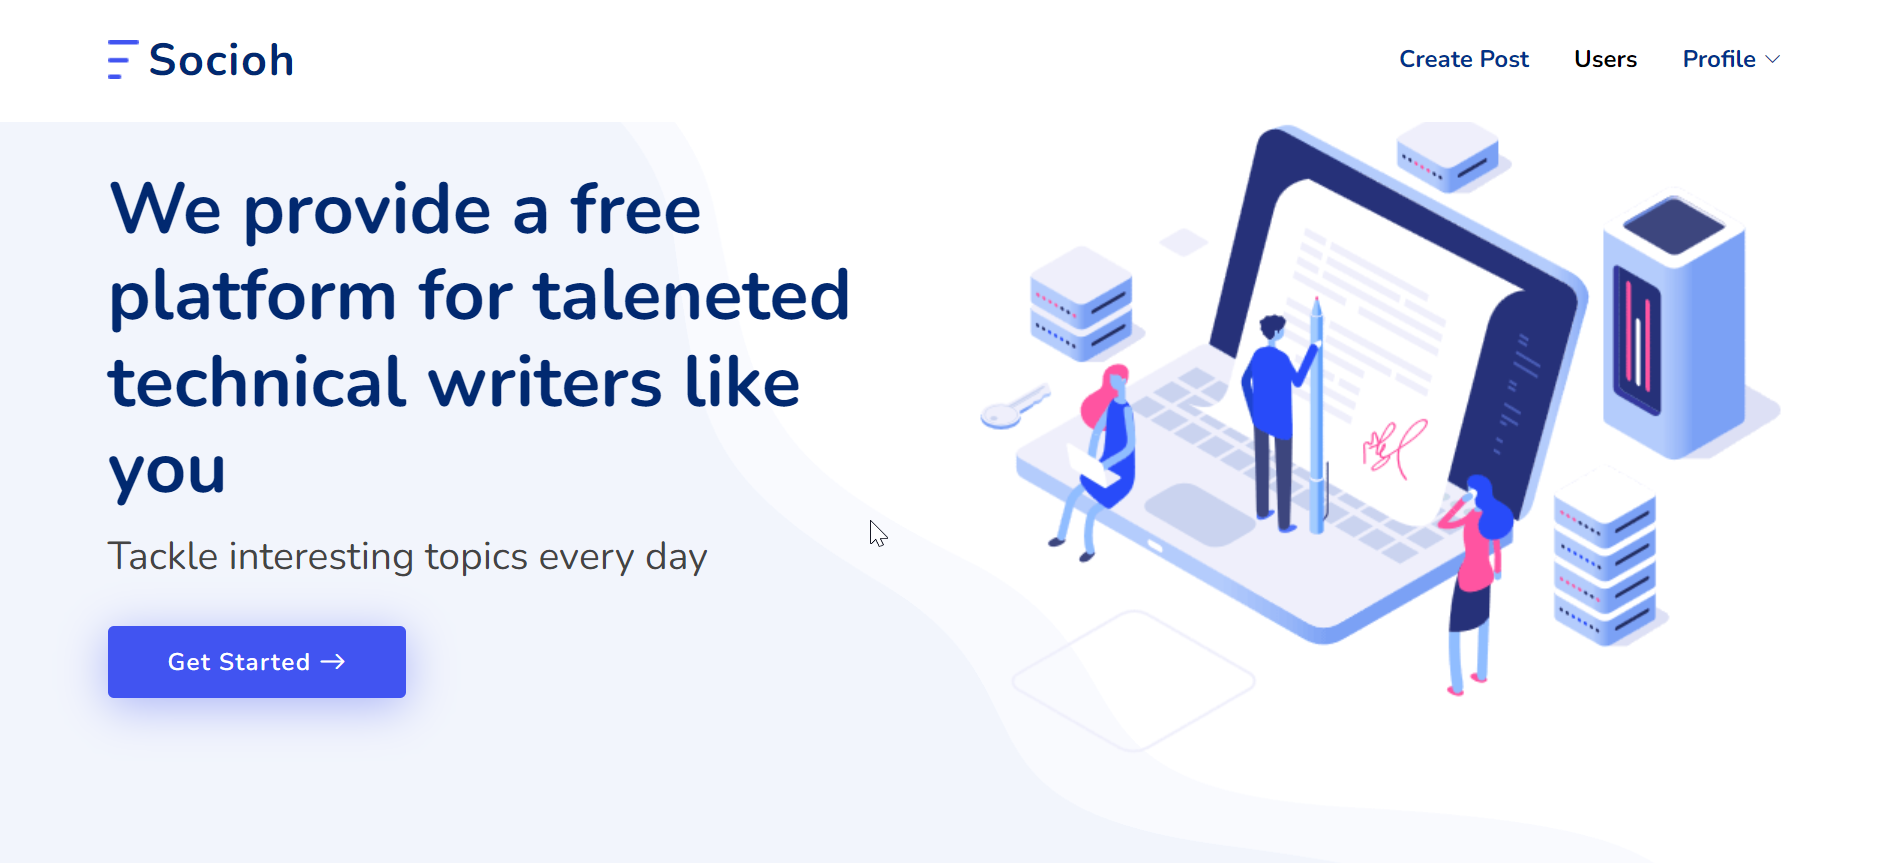 Socioh
Create Post Users Profile
We provide a free
platform for taleneted
technical writers like
you
Tackle interesting topics every day
Get Started →